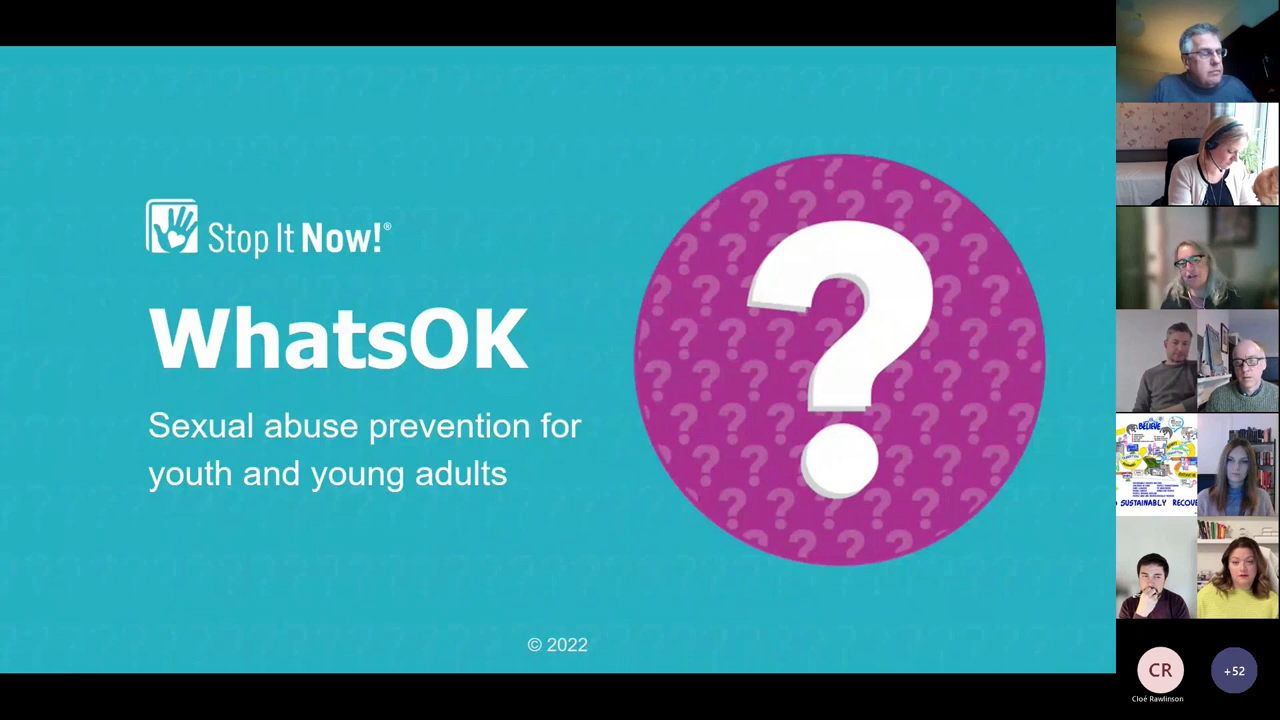 Stop It Now!®
WhatsOK
Sexual abuse prevention for
youth and young adults
© 2022
BELIEVE
SUSTAINABLY RECOVE
CR
Cloé Rawlinson
+52